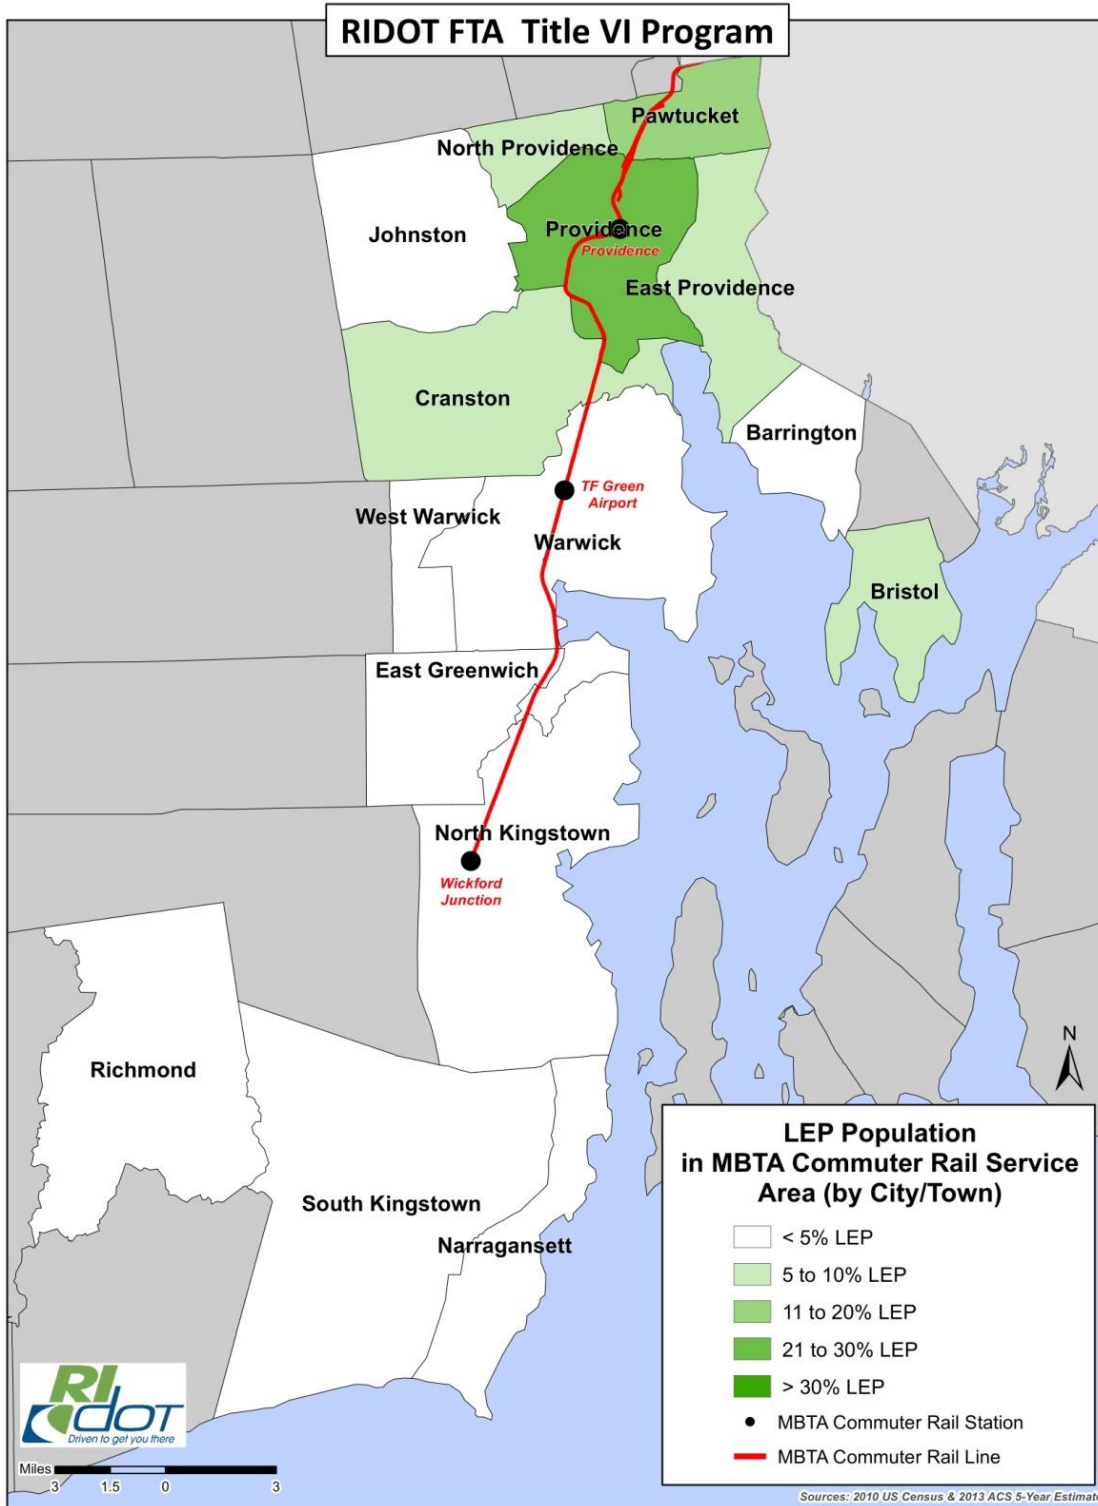 RIDOT FTA Title VI Program
Pawtucket
North Providence
Johnston
Providence
Providence
East Providence
Cranston
Barrington
TF Green
Airport
West Warwick
Warwick
Bristol
East Greenwich
North Kingstown
Wickford
Junction
N
Richmond
South Kingstown
Narragansett
LEP Population
in MBTA Commuter Rail Service
Area (by City/Town)
< 5% LEP
5 to 10% LEP
11 to 20% LEP
21 to 30% LEP
> 30% LEP
MBTA Commuter Rail Station
MBTA Commuter Rail Line
RI
DOT
Driven to get you there
Miles
3 1.5 0 3
Sources: 2010 US Census & 2013 ACS 5-Year Estimate